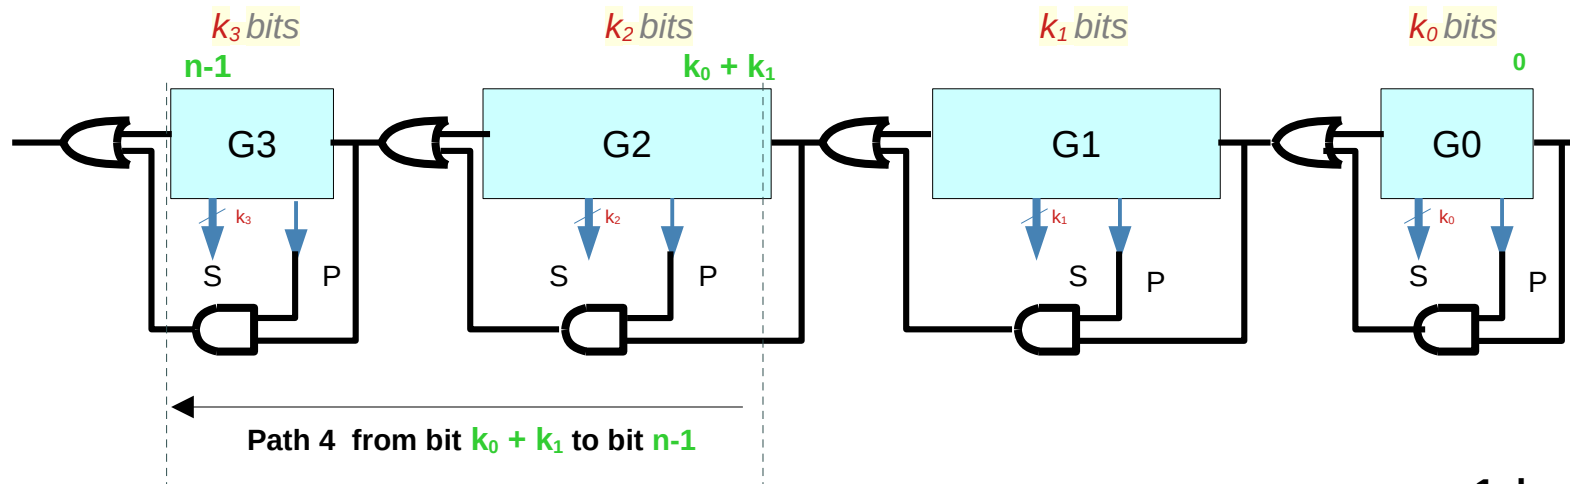 k₃ bits k₂ bits k₁ bits k₀ bits
n-1 k₀ + k₁ 0
G3 G2 G1 G0
k₃ k₂ k₁ k₀
S P S P S P S P
Path 4 from bit k₀ + k₁ to bit n-1